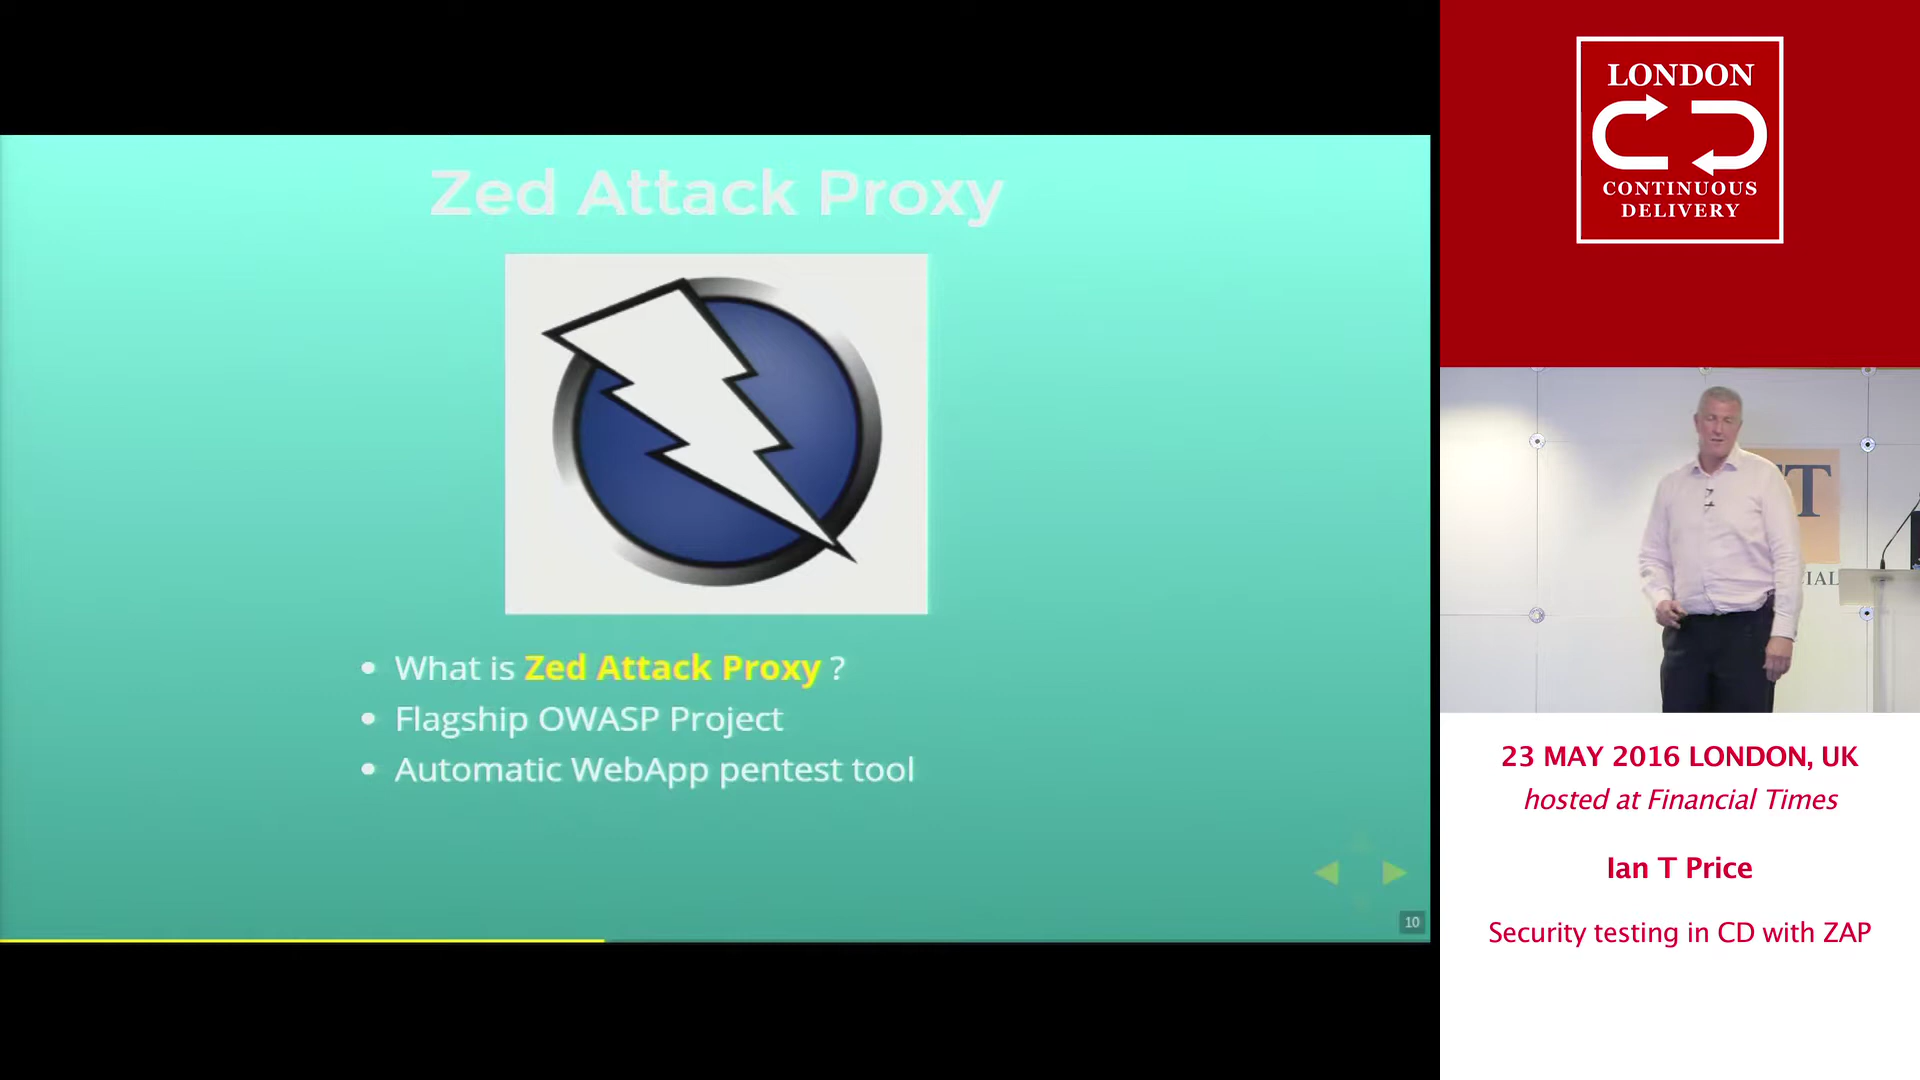 Zed Attack Proxy
What is Zed Attack Proxy ?
Flagship OWASP Project
Automatic WebApp pentest tool
10
LONDON
CONTINUOUS
DELIVERY
T
CIAL
23 MAY 2016 LONDON, UK
hosted at Financial Times
Ian T Price
Security testing in CD with ZAP